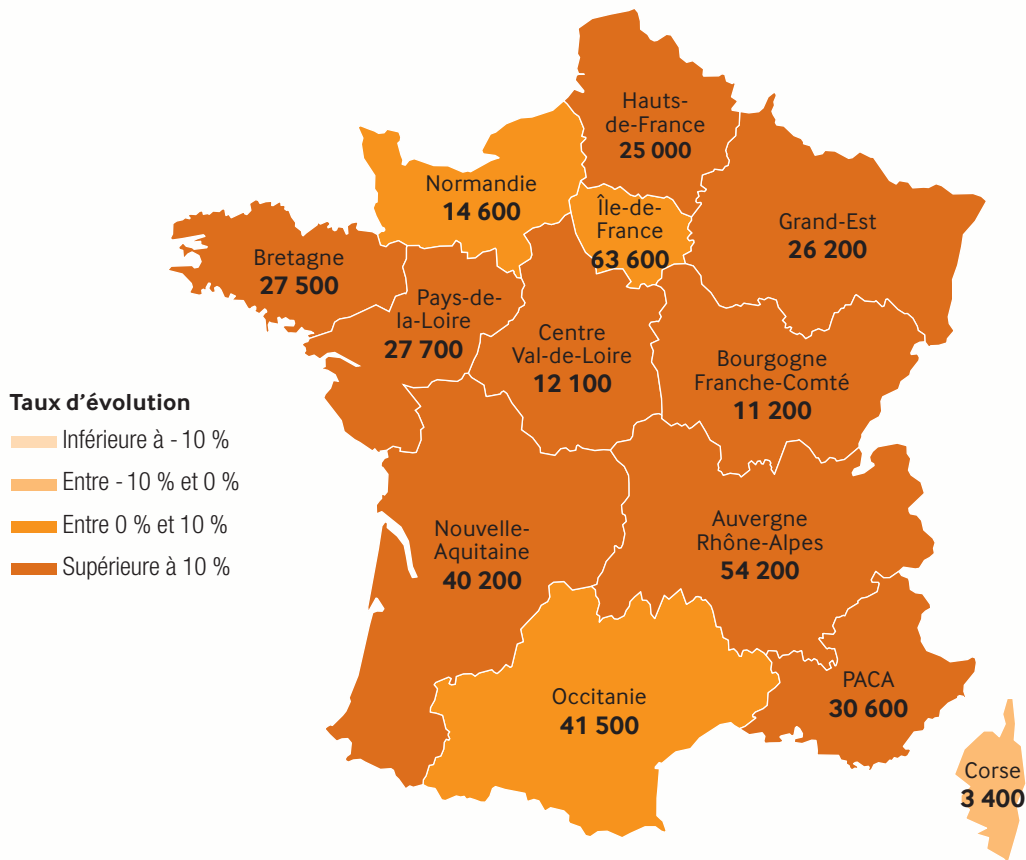 Hauts-
de-France
25 000
Normandie
14 600
Île-de-
France
63 600
Grand-Est
26 200
Bretagne
27 500
Pays-de-
la-Loire
27 700
Centre
Val-de-Loire
12 100
Bourgogne
Franche-Comté
11 200
Taux d’évolution
Inférieure à - 10 %
Entre - 10 % et 0 %
Entre 0 % et 10 %
Supérieure à 10 %
Nouvelle-
Aquitaine
40 200
Auvergne
Rhône-Alpes
54 200
Occitanie
41 500
PACA
30 600
Corse
3 400